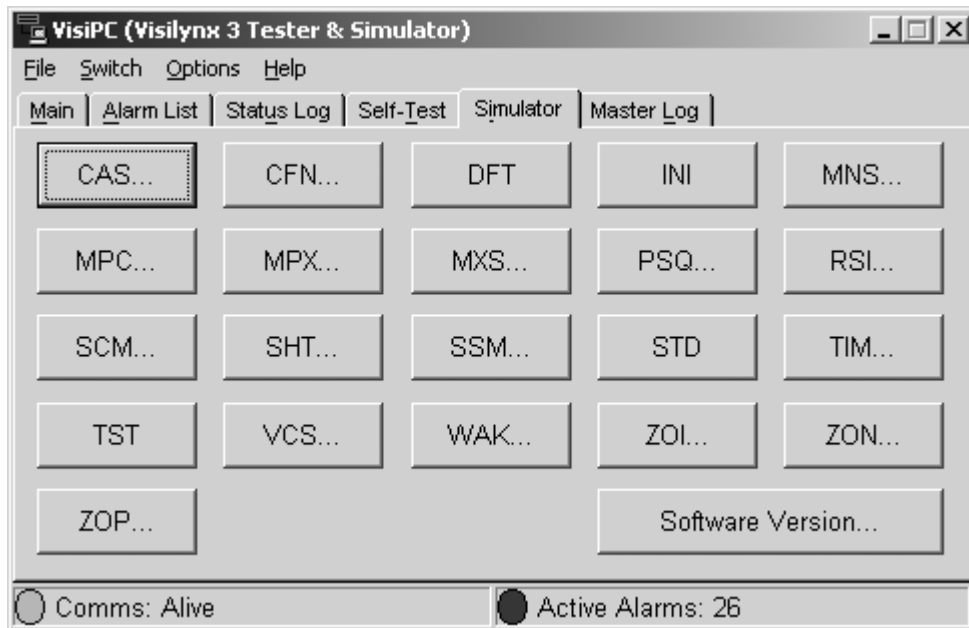 VisiPC (Visilynx 3 Tester & Simulator)
File Switch Options Help
Main Alarm List Status Log Self-Test Simulator Master Log
CAS... CFN... DFT INI MNS...
MPC... MPX... MXS... PSQ... RSI...
SCM... SHT... SSM... STD TIM...
TST VCS... WAK... ZOI... ZON...
ZOP... Software Version...
Comms: Alive Active Alarms: 26